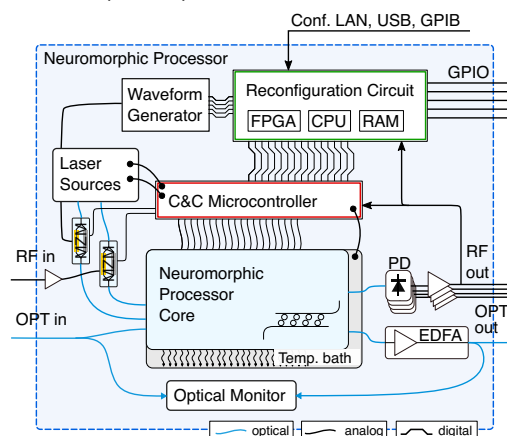 Conf. LAN, USB, GPIB
Neuromorphic Processor
Waveform
Generator
Reconfiguration Circuit
FPGA CPU RAM
GPIO
Laser
Sources
C&C Microcontroller
RF in
Neuromorphic
Processor
Core
PD
RF
out
OPT in
OPT
out
EDFA
Temp. bath
Optical Monitor
optical analog digital